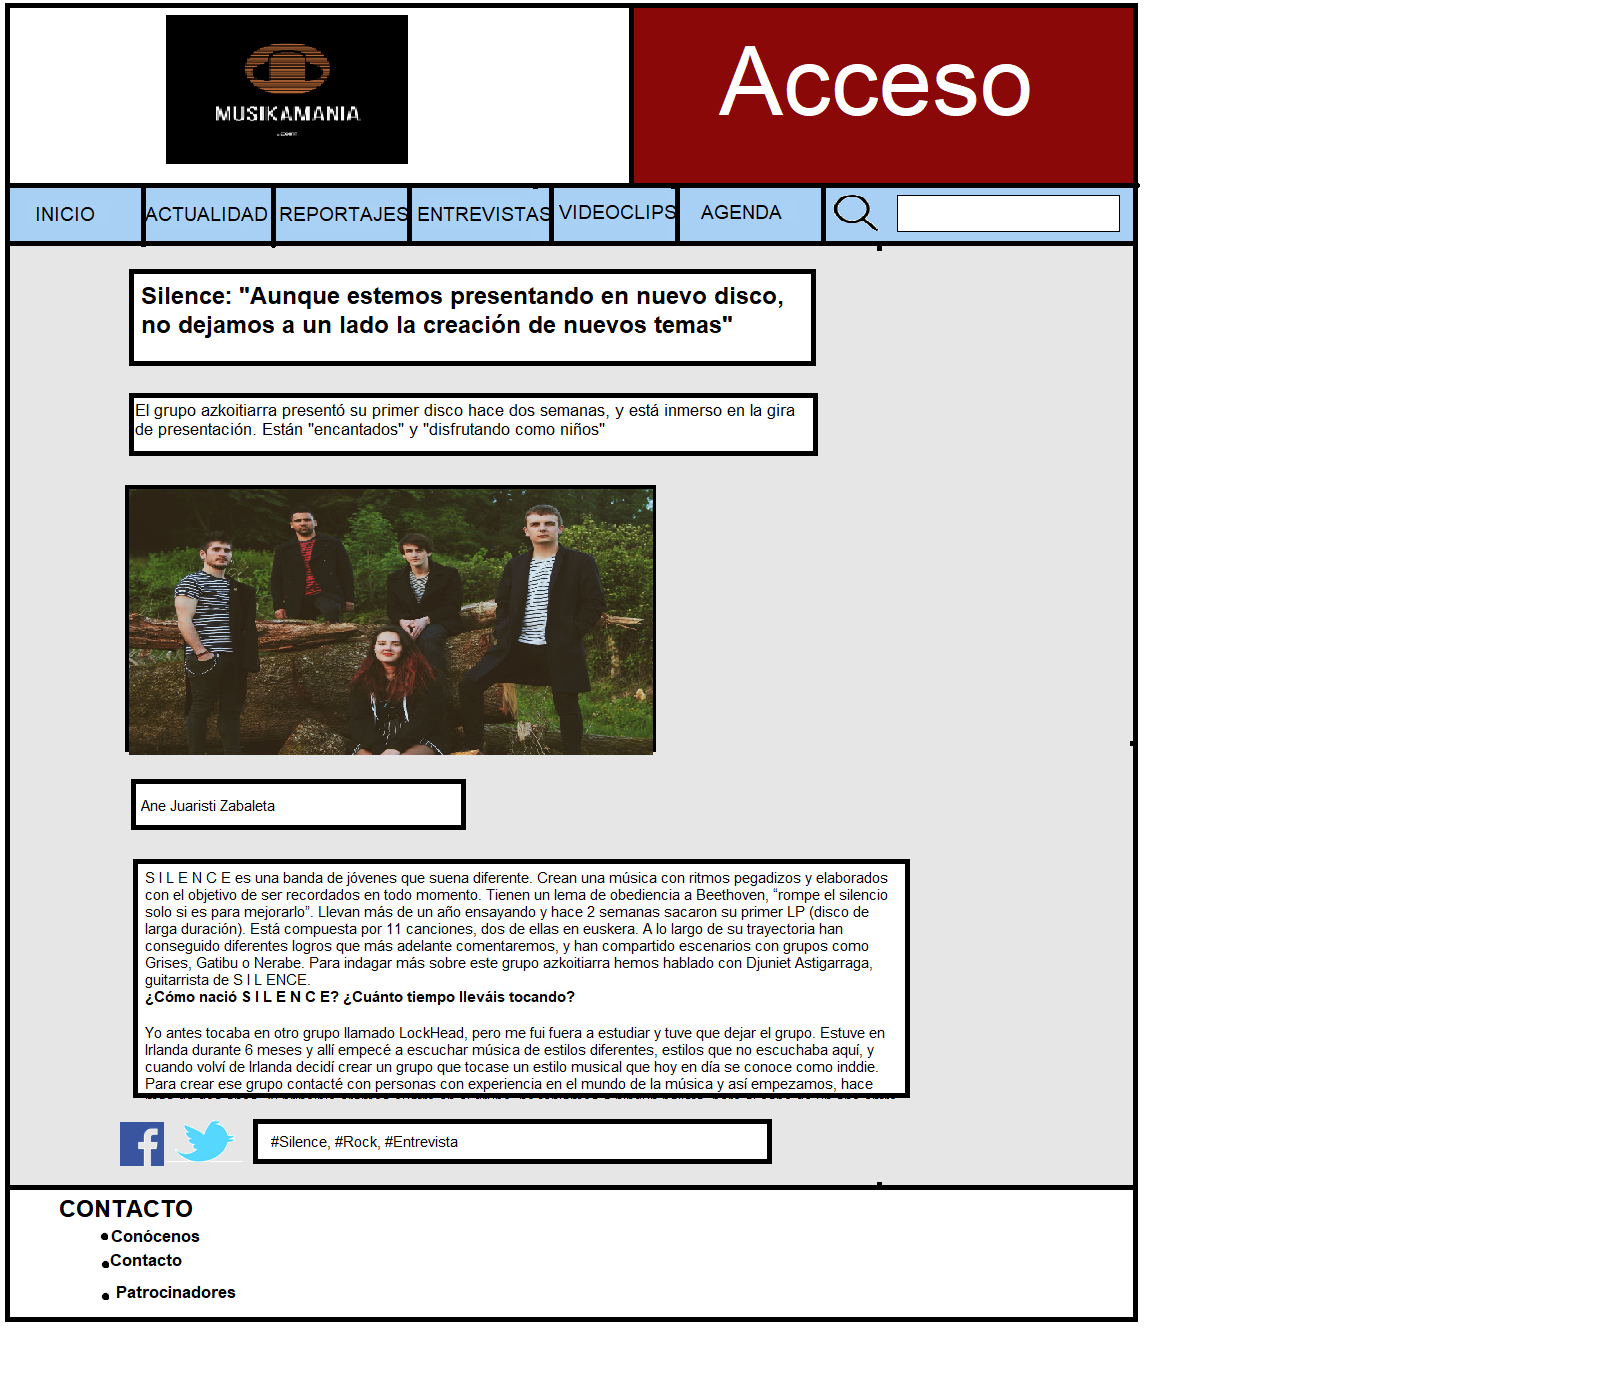 MUSIKAMANIA
Acceso
INICIO
ACTUALIDAD
REPORTAJES
ENTREVISTAS
VIDEOCLIPS
AGENDA
Silence: "Aunque estemos presentando en nuevo disco,
no dejamos a un lado la creación de nuevos temas"
El grupo azkoitiarra presentó su primer disco hace dos semanas, y está inmerso en la gira
de presentación. Están "encantados" y "disfrutando como niños"
Ane Juaristi Zabaleta
S I L E N C E es una banda de jóvenes que suena diferente. Crean una música con ritmos pegadizos y elaborados
con el objetivo de ser recordados en todo momento. Tienen un lema de obediencia a Beethoven, “rompe el silencio
solo si es para mejorarlo”. Llevan más de un año ensayando y hace 2 semanas sacaron su primer LP (disco de
larga duración). Está compuesta por 11 canciones, dos de ellas en euskera. A lo largo de su trayectoria han
conseguido diferentes logros que más adelante comentaremos, y han compartido escenarios con grupos como
Grises, Gatibu o Nerabe. Para indagar más sobre este grupo azkoitiarra hemos hablado con Djuniet Astigarraga,
guitarrista de S I L ENCE.
¿Cómo nació S I L E N C E? ¿Cuánto tiempo lleváis tocando?
Yo antes tocaba en otro grupo llamado LockHead, pero me fui fuera a estudiar y tuve que dejar el grupo. Estuve en
Irlanda durante 6 meses y allí empecé a escuchar música de estilos diferentes, estilos que no escuchaba aquí, y
cuando volví de Irlanda decidí crear un grupo que tocase un estilo musical que hoy en día se conoce como inddie.
Para crear ese grupo contacté con personas con experiencia en el mundo de la música y así empezamos, hace
#Silence, #Rock, #Entrevista
CONTACTO
Conócenos
Contacto
Patrocinadores